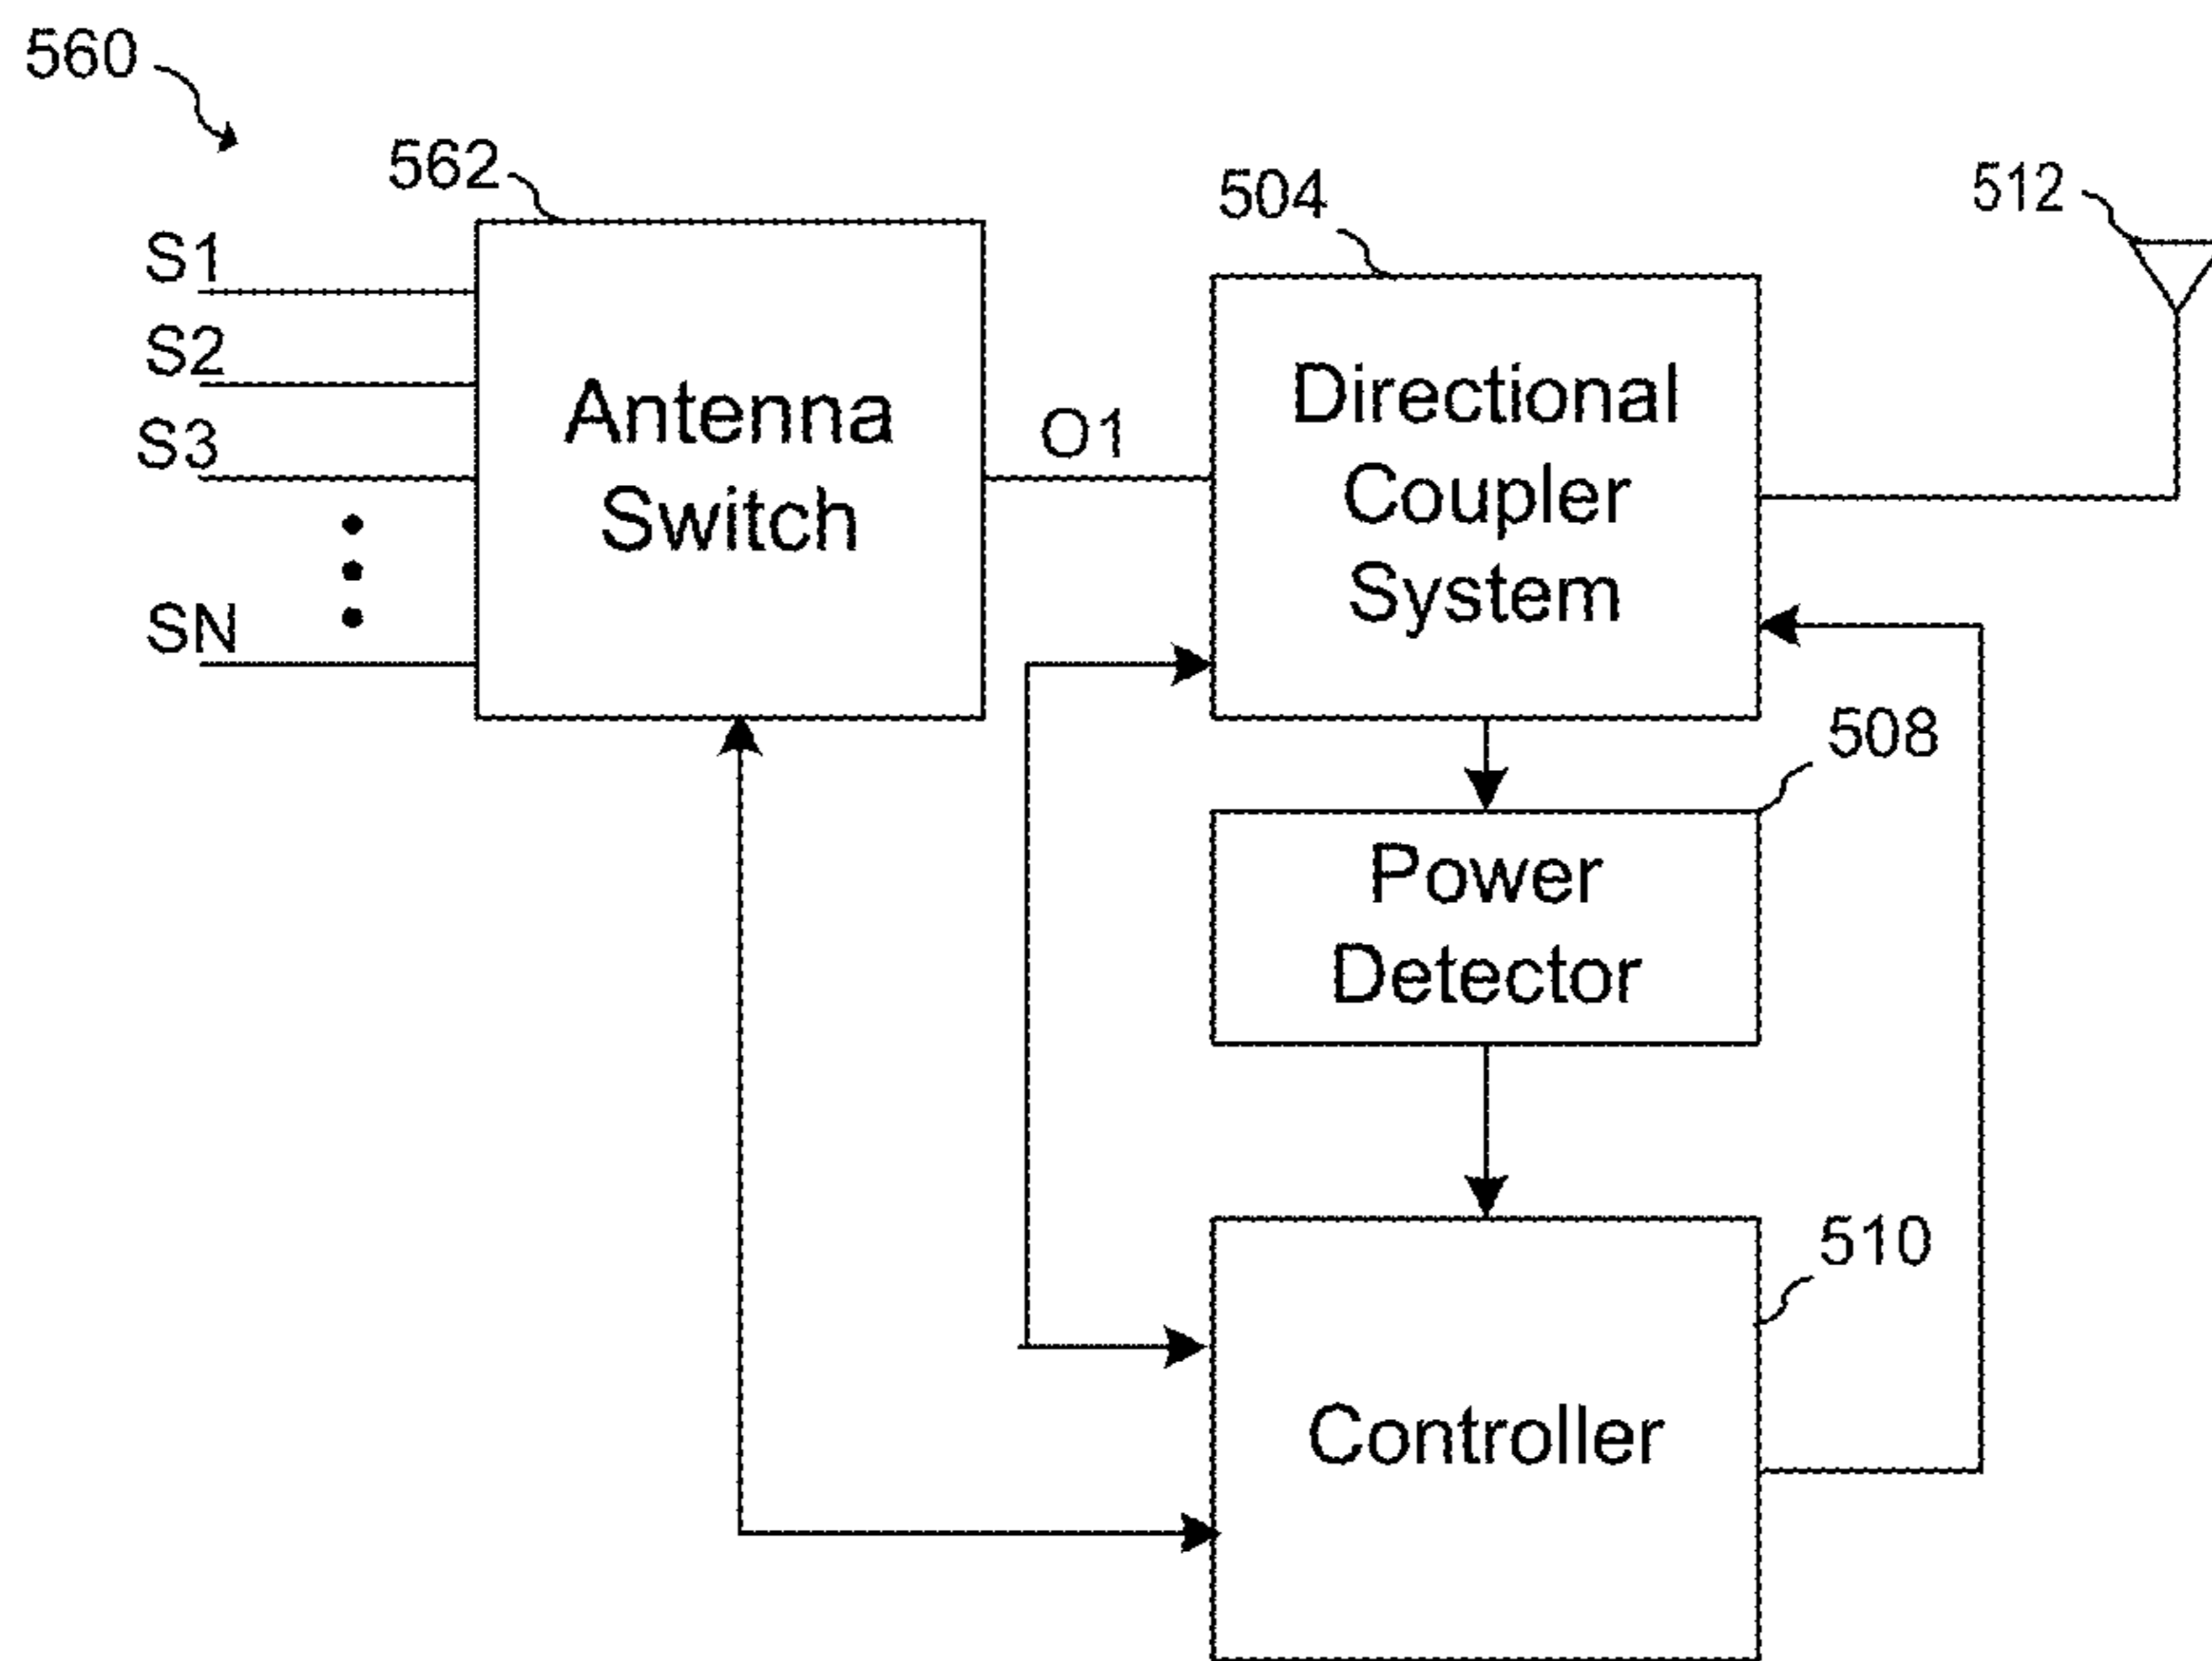 560
562
504
512
S1
S2
S3
SN
Antenna
Switch
O1
Directional
Coupler
System
508
Power
Detector
510
Controller